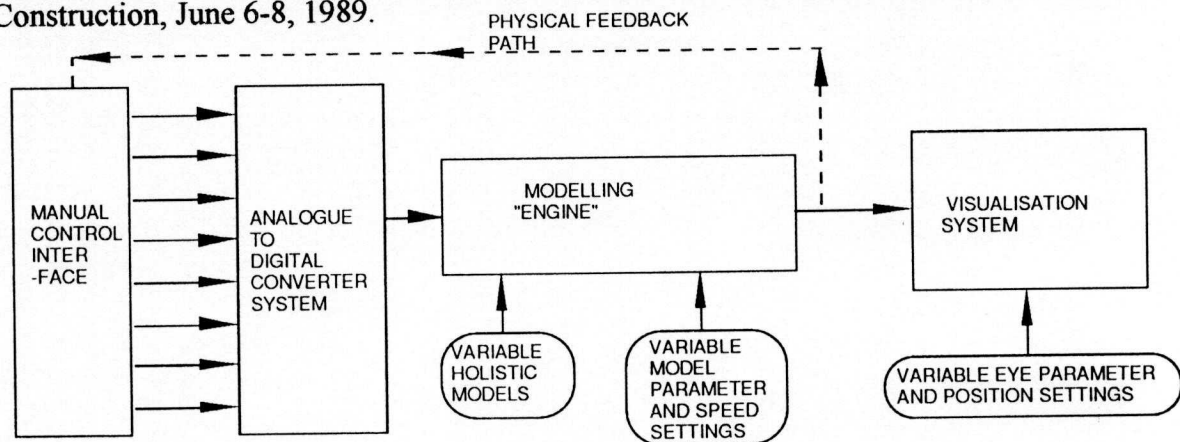 Construction, June 6-8, 1989.
PHYSICAL FEEDBACK
PATH
MANUAL
CONTROL
INTER
-FACE
ANALOGUE
TO
DIGITAL
CONVERTER
SYSTEM
MODELLING
"ENGINE"
VISUALISATION
SYSTEM
VARIABLE
HOLISTIC
MODELS
VARIABLE
MODEL
PARAMETER
AND SPEED
SETTINGS
VARIABLE EYE PARAMETER
AND POSITION SETTINGS